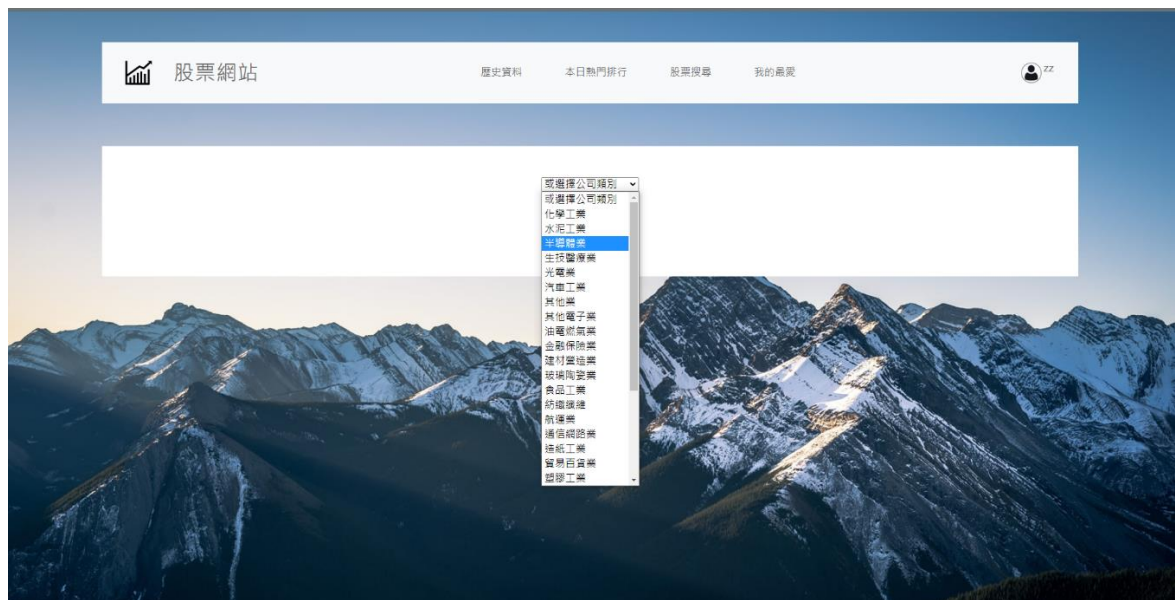 股票網站
歷史資料
本日熱門排行
股票搜尋
我的最愛
zz
或選擇公司類別
或選擇公司類別
化學工業
水泥工業
半導體業
生技醫療業
光電業
汽車工業
其他業
其他電子業
油電燃氣業
金融保險業
建材營造業
玻璃陶瓷業
食品工業
紡織纖維
航運業
通信網路業
造紙工業
貿易百貨業
塑膠工業